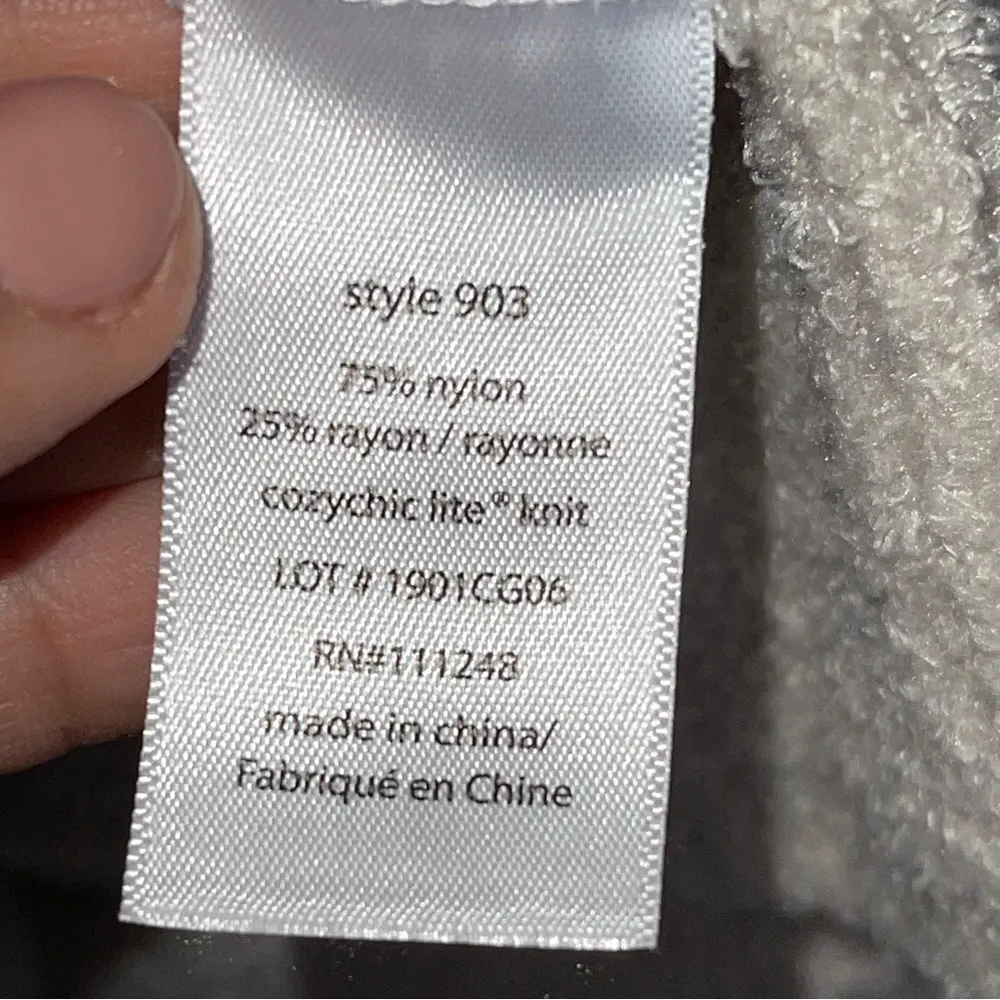 style 903
75% nylon
25% rayon / rayonne
cozychic lite® knit
LOT # 1901CG06
RN#111248
made in china/
Fabriqué en Chine